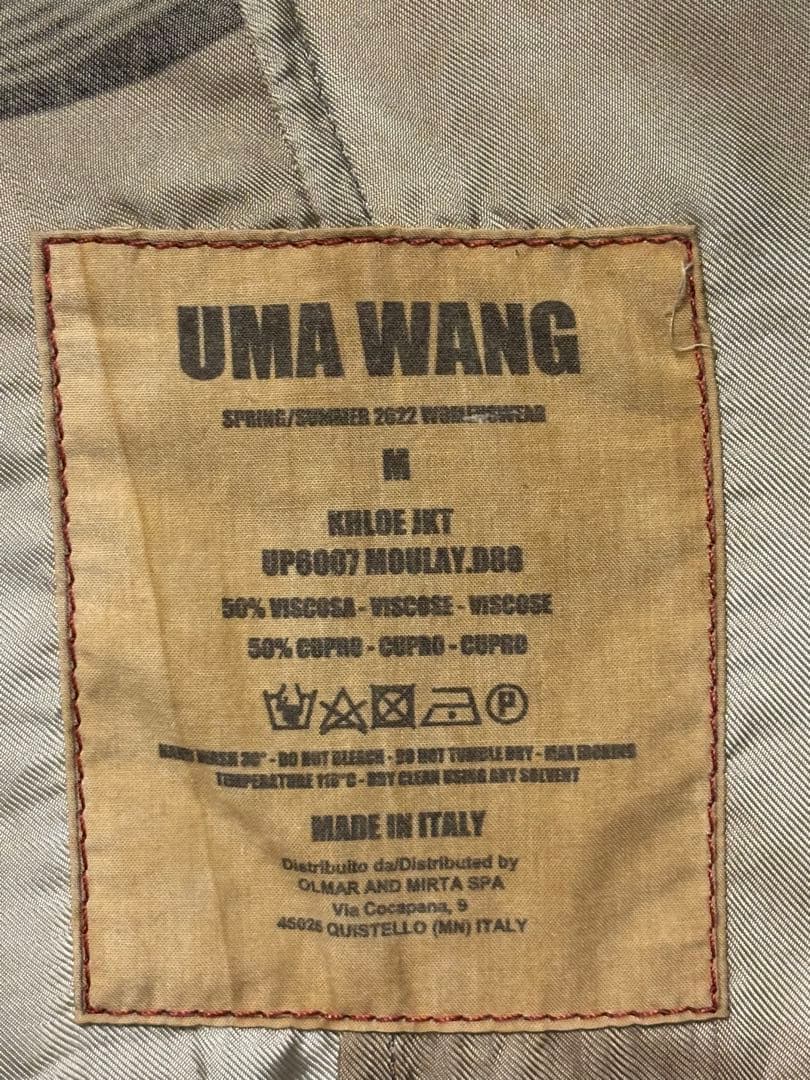 UMA WANG
SPRING/SUMMER 2022 WOMENSWEAR
M
KHLOE JKT
UP6007 MOULAY.D88
50% VISCOSA - VISCOSE - VISCOSE
50% CUPRO - CUPRO - CUPRO
P
HAND WASH 30° - DO NOT BLEACH - DO NOT TUMBLE DRY - MAX IRONING
TEMPERATURE 110°C - DRY CLEAN USING ANY SOLVENT
MADE IN ITALY
Distribuito da/Distributed by
OLMAR AND MIRTA SPA
Via Cocapana, 9
QUISTELLO (MN) ITALY